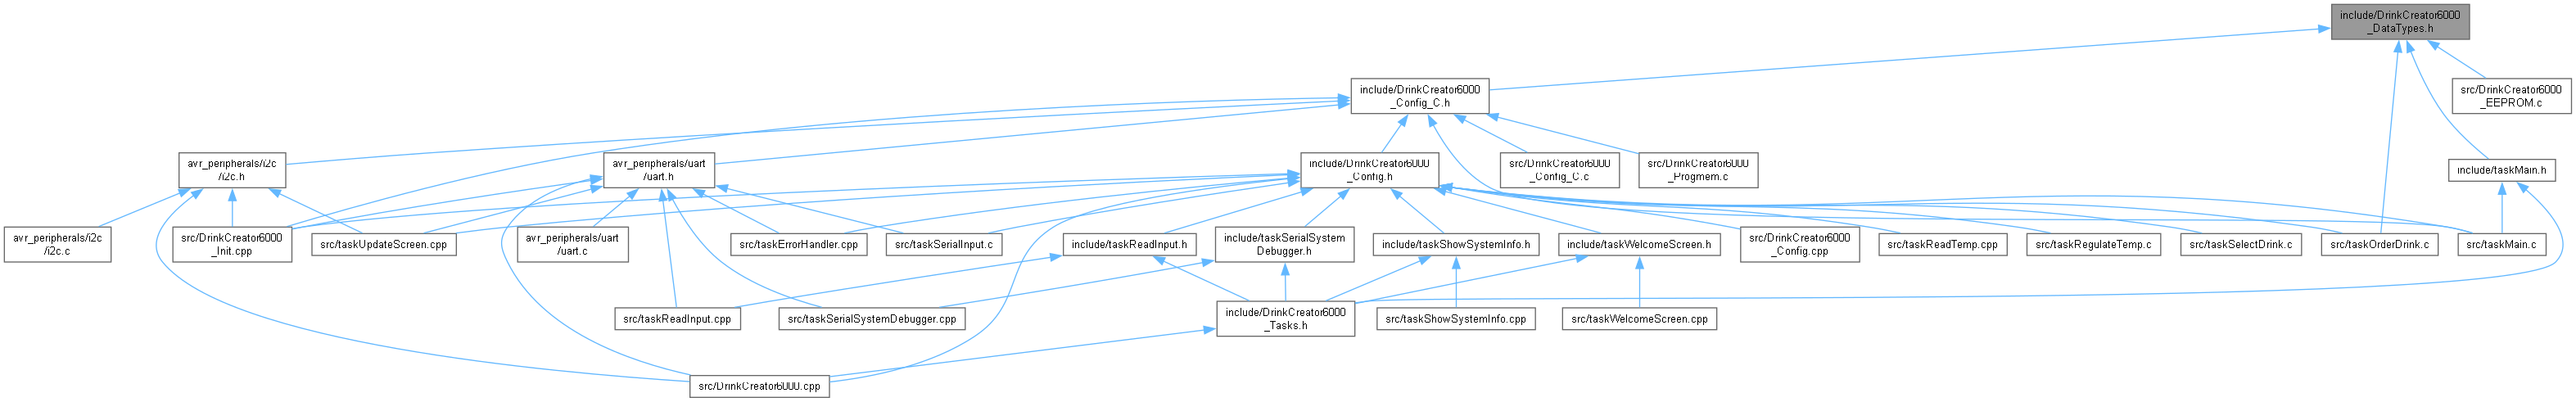 include/DrinkCreator6000
_DataTypes.h
include/DrinkCreator6000
_Config_C.h
src/DrinkCreator6000
_EEPROM.c
avr_peripherals/i2c
/i2c.h
avr_peripherals/uart
/uart.h
include/DrinkCreator6000
_Config.h
src/DrinkCreator6000
_Config_C.c
src/DrinkCreator6000
_Progmem.c
include/taskMain.h
avr_peripherals/i2c
/i2c.c
src/DrinkCreator6000
_Init.cpp
src/taskUpdateScreen.cpp
avr_peripherals/uart
/uart.c
src/taskErrorHandler.cpp
src/taskSerialInput.c
include/taskReadInput.h
include/taskSerialSystem
Debugger.h
include/taskShowSystemInfo.h
include/taskWelcomeScreen.h
src/DrinkCreator6000
_Config.cpp
src/taskReadTemp.cpp
src/taskRegulateTemp.c
src/taskSelectDrink.c
src/taskOrderDrink.c
src/taskMain.c
src/taskReadInput.cpp
src/taskSerialSystemDebugger.cpp
include/DrinkCreator6000
_Tasks.h
src/taskShowSystemInfo.cpp
src/taskWelcomeScreen.cpp
src/DrinkCreator6000.cpp